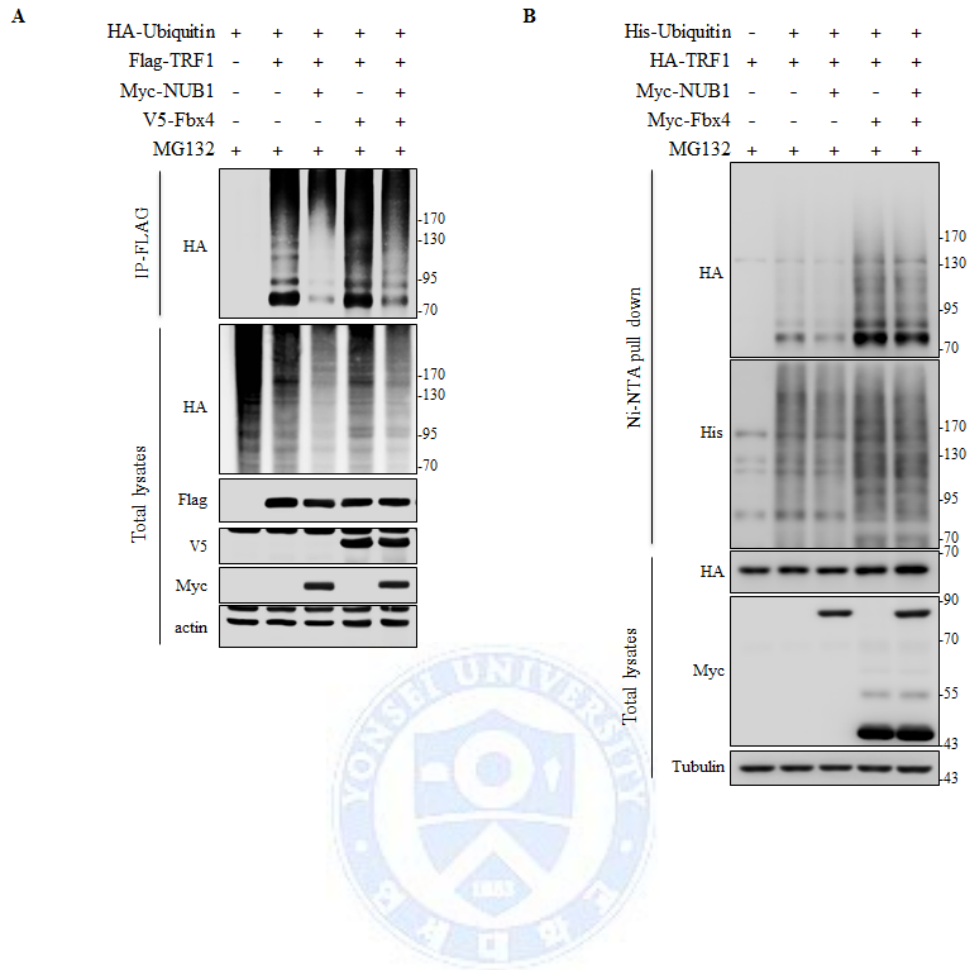 A
HA-Ubiquitin + + + + +
Flag-TRF1 - + + + +
Myc-NUB1 - - + - +
V5-Fbx4 - - - + +
MG132 + + + + +
IP-FLAG
HA
-170
-130
-95
-70
Total lysates
HA
-170
-130
-95
-70
Flag
V5
Myc
actin
B
His-Ubiquitin - + + + +
HA-TRF1 + + + + +
Myc-NUB1 - - + - +
Myc-Fbx4 - - - + +
MG132 + + + + +
Ni-NTA pull down
HA
-170
-130
-95
-70
His
-170
-130
-95
-70
Total lysates
HA
-70
Myc
-90
-70
-55
-43
Tubulin
-43
YONSEI UNIVERSITY
1885